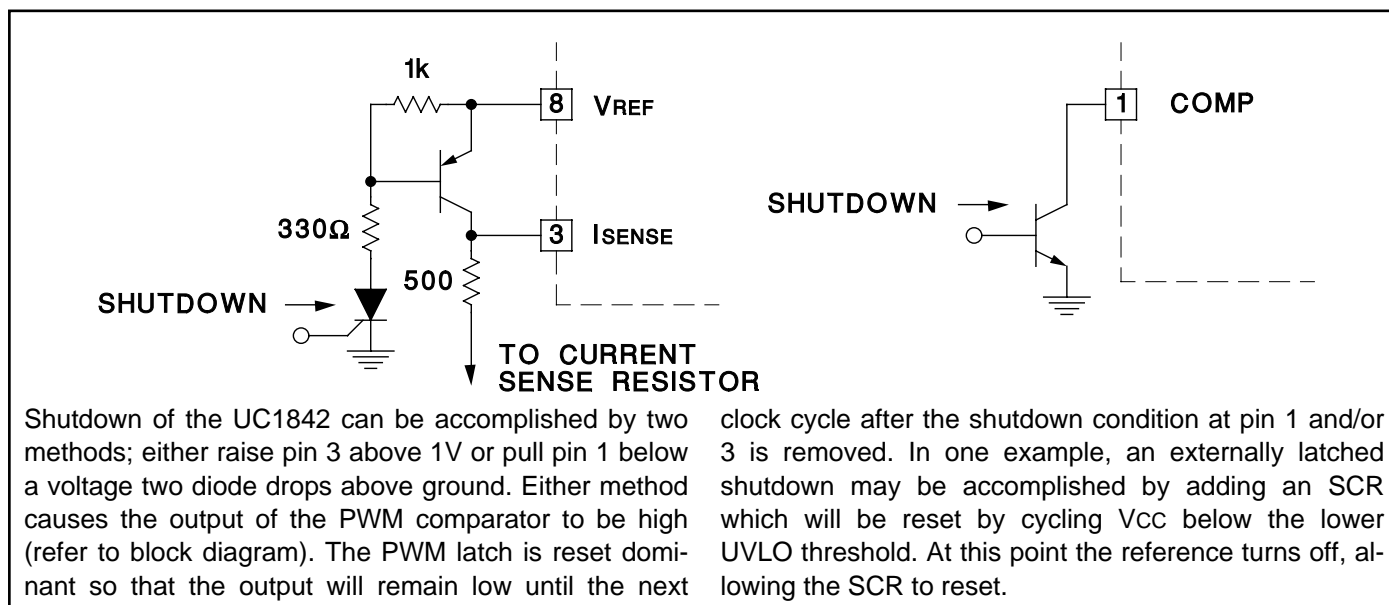 1k
8 VREF
330Ω
3 ISENSE
500
SHUTDOWN
TO CURRENT
SENSE RESISTOR
1 COMP
SHUTDOWN
Shutdown of the UC1842 can be accomplished by two
methods; either raise pin 3 above 1V or pull pin 1 below
a voltage two diode drops above ground. Either method
causes the output of the PWM comparator to be high
(refer to block diagram). The PWM latch is reset domi-
nant so that the output will remain low until the next
clock cycle after the shutdown condition at pin 1 and/or
3 is removed. In one example, an externally latched
shutdown may be accomplished by adding an SCR
which will be reset by cycling VCC below the lower
UVLO threshold. At this point the reference turns off, al-
lowing the SCR to reset.